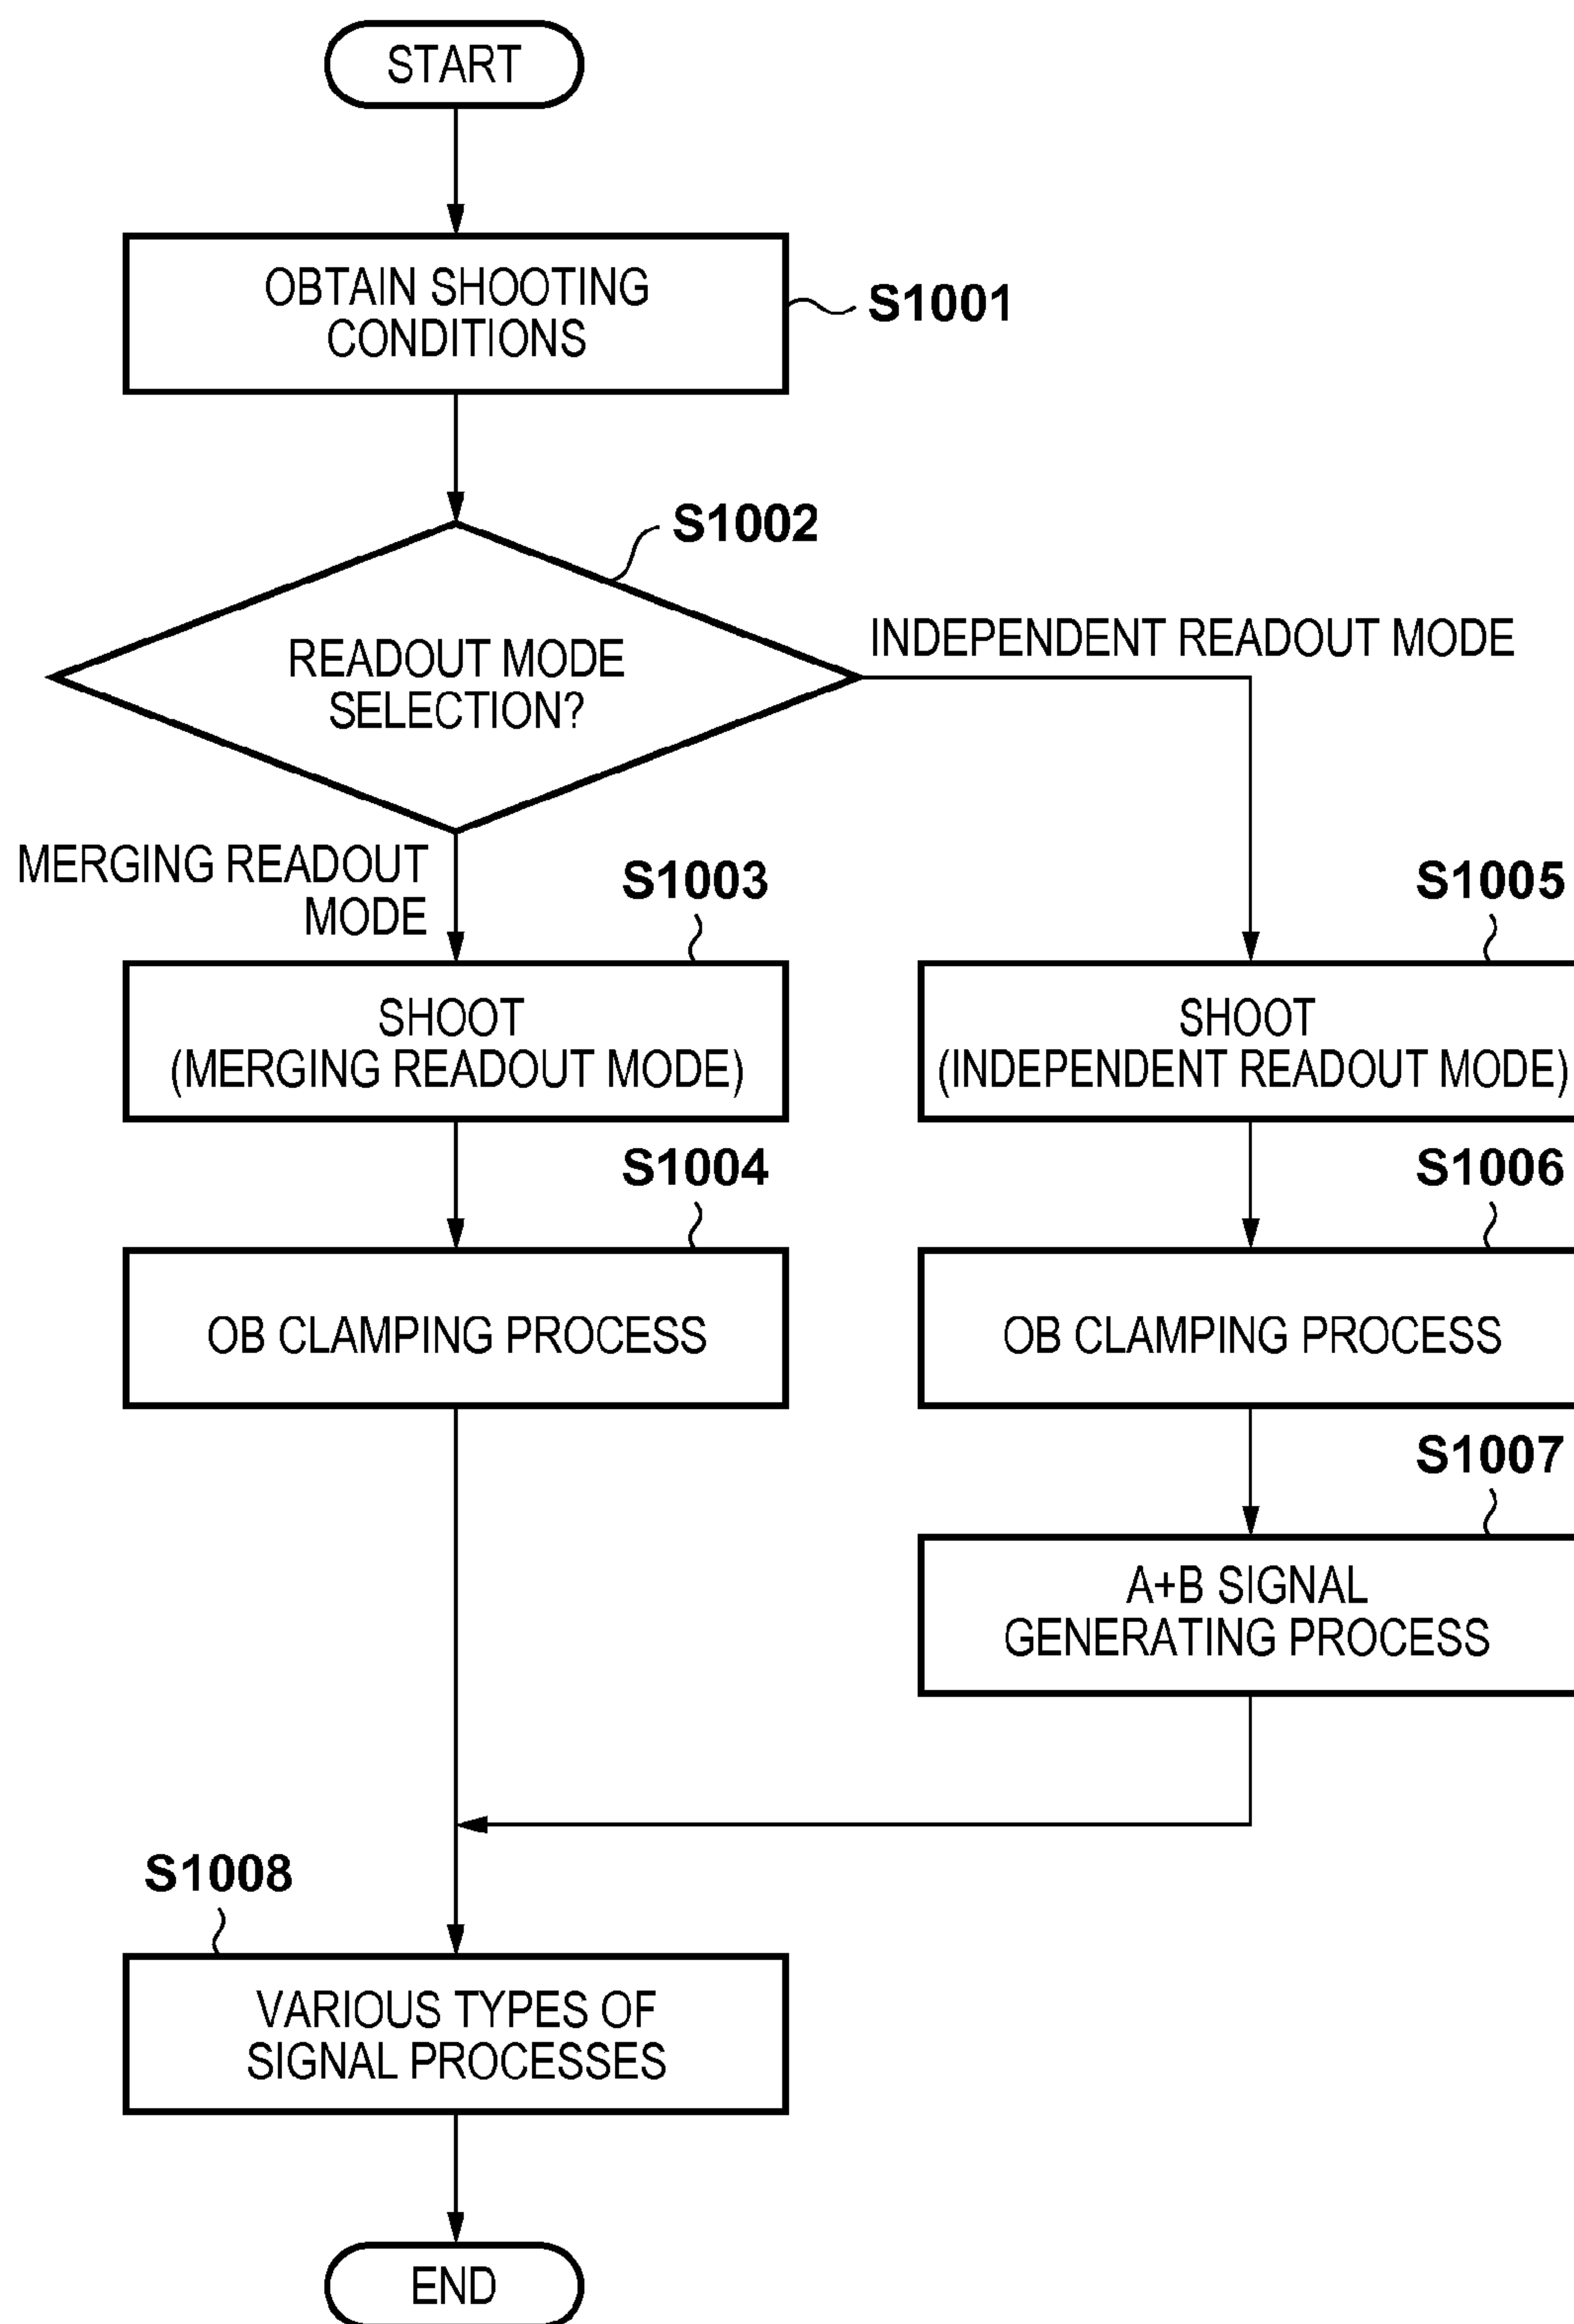 START
OBTAIN SHOOTING
CONDITIONS
S1001
S1002
READOUT MODE
SELECTION?
INDEPENDENT READOUT MODE
MERGING READOUT
MODE
S1003
SHOOT
(MERGING READOUT MODE)
S1005
SHOOT
(INDEPENDENT READOUT MODE)
S1004
OB CLAMPING PROCESS
S1006
OB CLAMPING PROCESS
S1007
A+B SIGNAL
GENERATING PROCESS
S1008
VARIOUS TYPES OF
SIGNAL PROCESSES
END